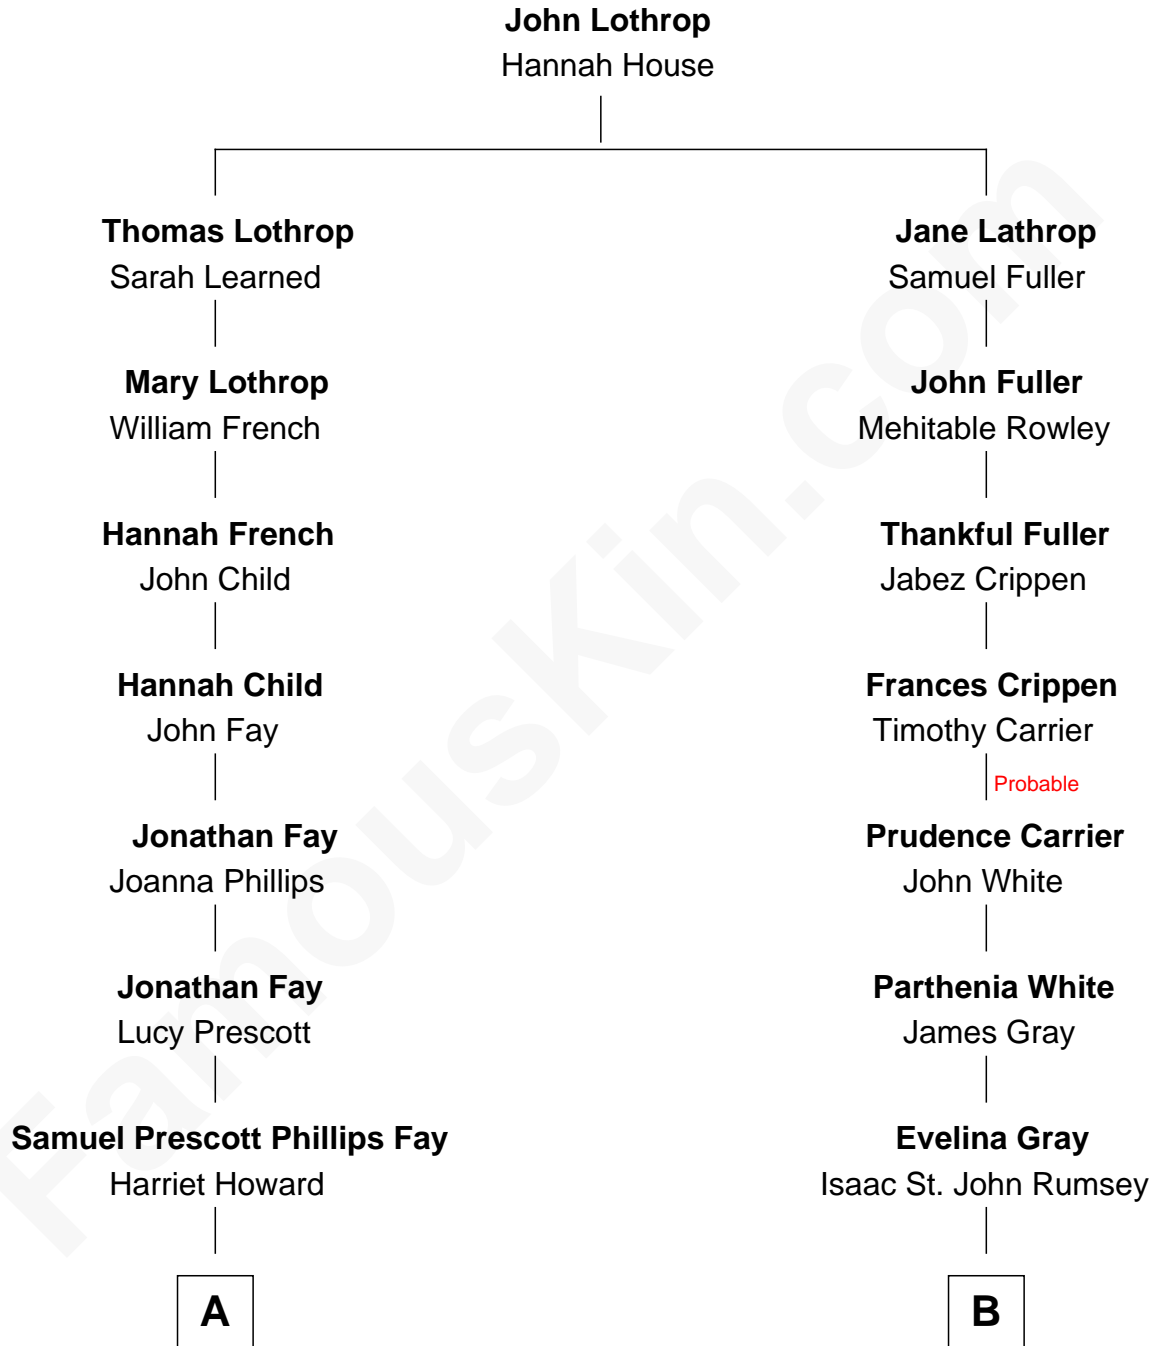 John Lothrop
Hannah House
Thomas Lothrop
Sarah Learned
Jane Lathrop
Samuel Fuller
Mary Lothrop
William French
John Fuller
Mehitable Rowley
Hannah French
John Child
Thankful Fuller
Jabez Crippen
Hannah Child
John Fay
Frances Crippen
Timothy Carrier
Probable
Jonathan Fay
Joanna Phillips
Prudence Carrier
John White
Jonathan Fay
Lucy Prescott
Parthenia White
James Gray
Samuel Prescott Phillips Fay
Harriet Howard
Evelina Gray
Isaac St. John Rumsey
A
B
FamousKin.com